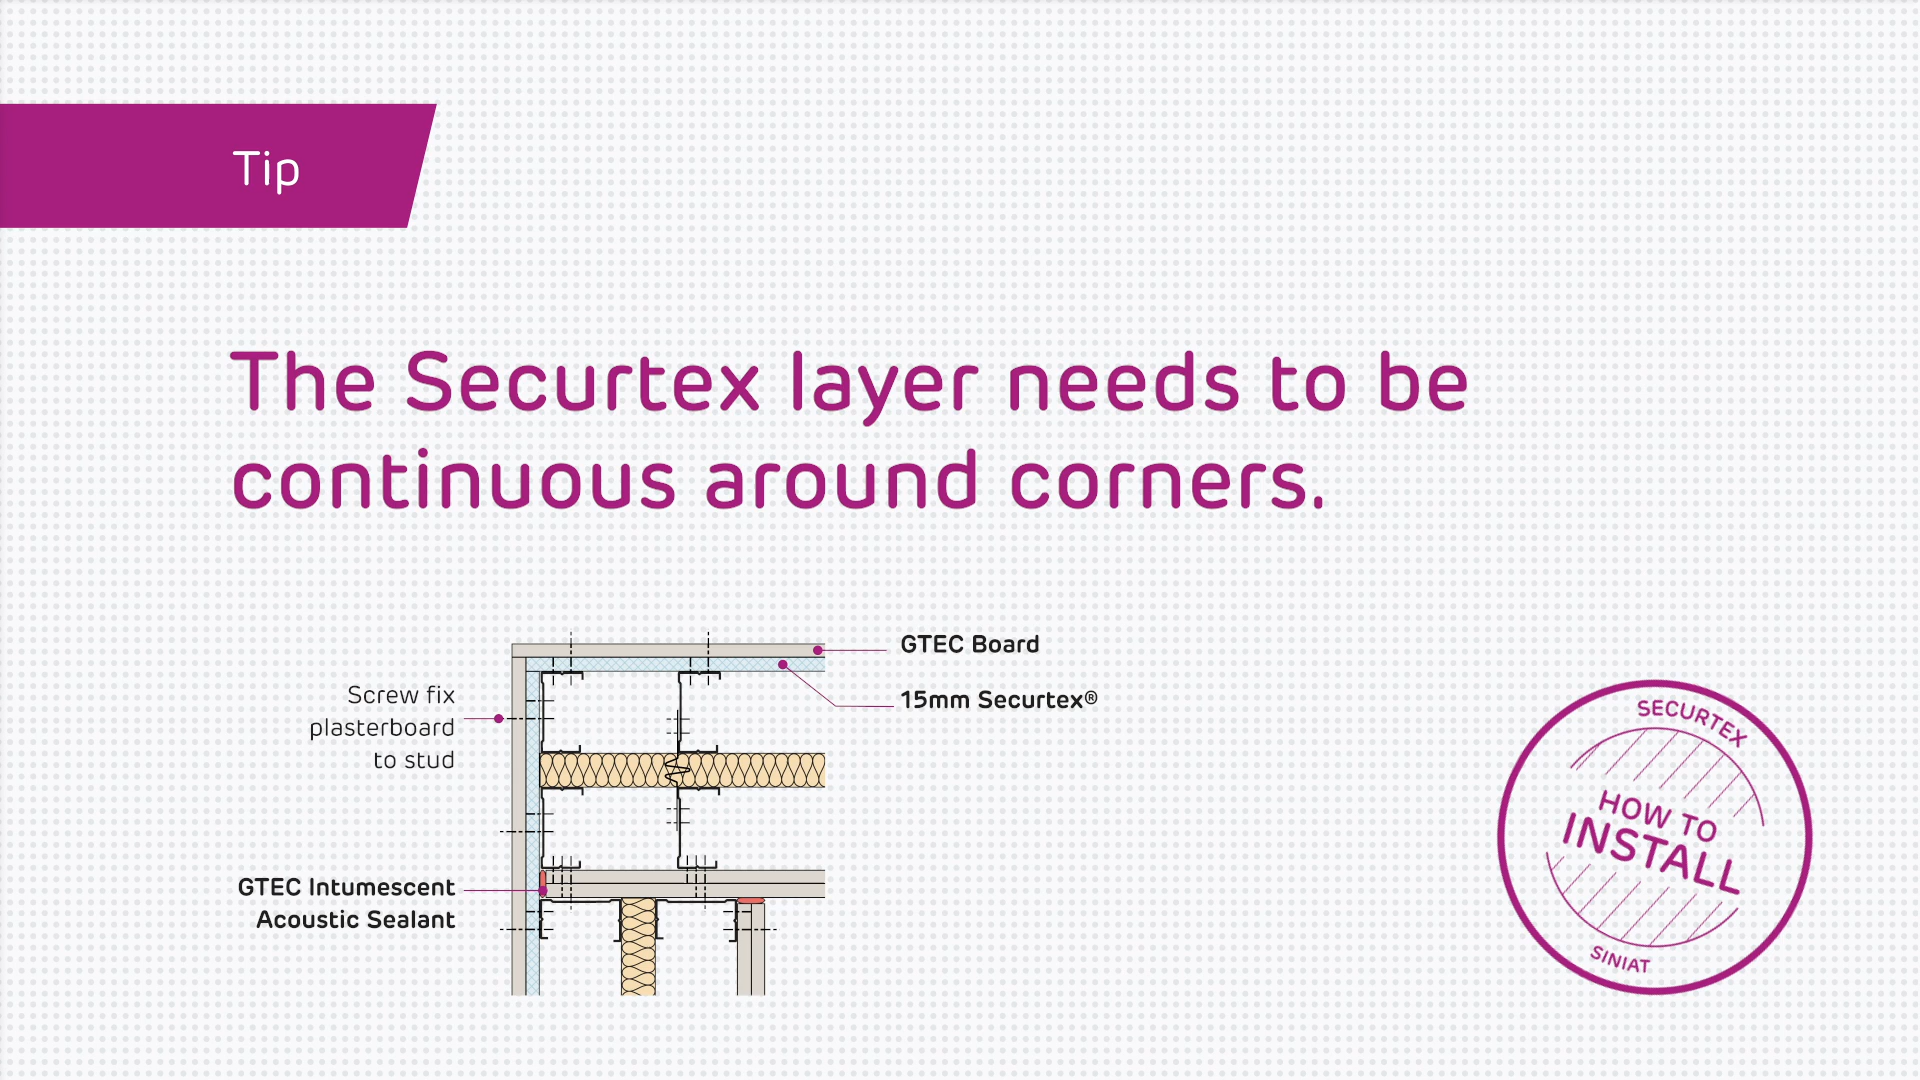 Tip
The Securtex layer needs to be
continuous around corners.
GTEC Board
15mm Securtex®
Screw fix
plasterboard
to stud
GTEC Intumescent
Acoustic Sealant
SECURTEX
HOW TO
INSTALL
SINIAT